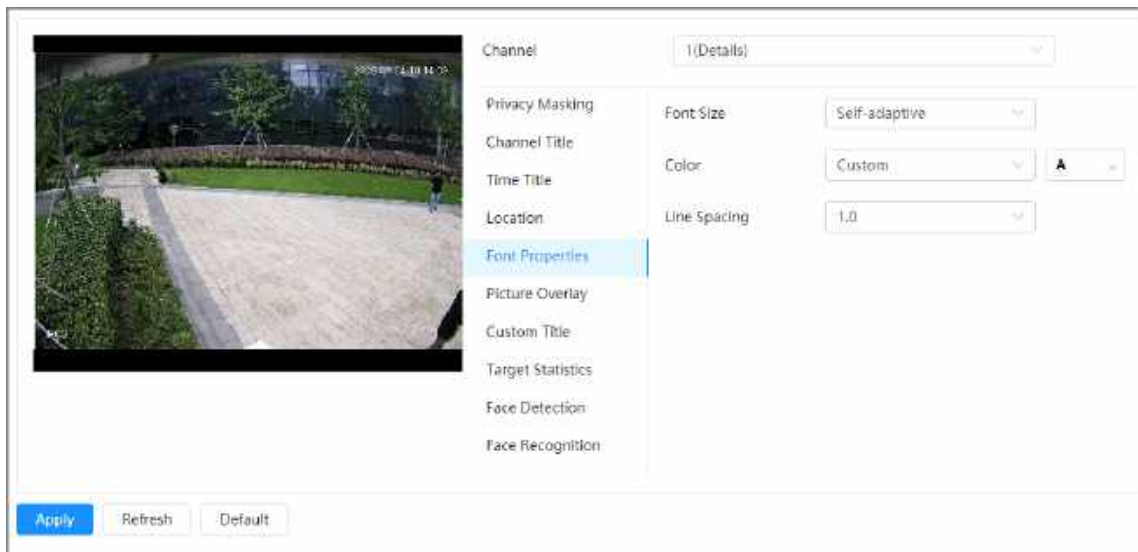 Channel
1(Details)
Privacy Masking
Channel Title
Time Title
Location
Font Properties
Picture Overlay
Custom Title
Target Statistics
Face Detection
Face Recognition
Font Size
Self-adaptive
Color
Custom
A
Line Spacing
1.0
Apply
Refresh
Default